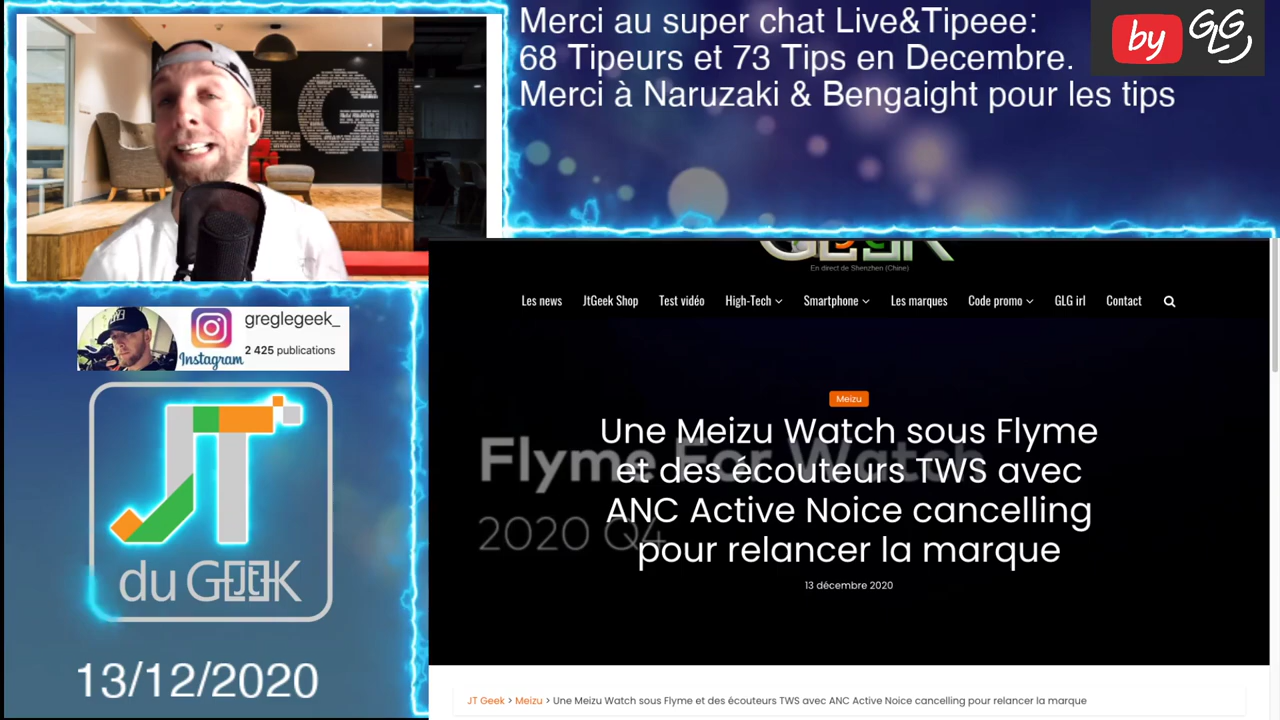 Merci au super chat Live&Tipeee:
68 Tipeurs et 73 Tips en Decembre.
Merci à Naruzaki & Bengaight pour les tips
by GLG
greglegeek_
Instagram
2 425 publications
JT
du GEEK
13/12/2020
GEEK
En direct de Shenzhen (Chine)
Les news JtGeek Shop Test vidéo High-Tech Smartphone Les marques Code promo GLG irl Contact
Meizu
Une Meizu Watch sous Flyme
et des écouteurs TWS avec
ANC Active Noice cancelling
pour relancer la marque
Flyme For Watch
2020 Q4
13 décembre 2020
JT Geek > Meizu > Une Meizu Watch sous Flyme et des écouteurs TWS avec ANC Active Noice cancelling pour relancer la marque